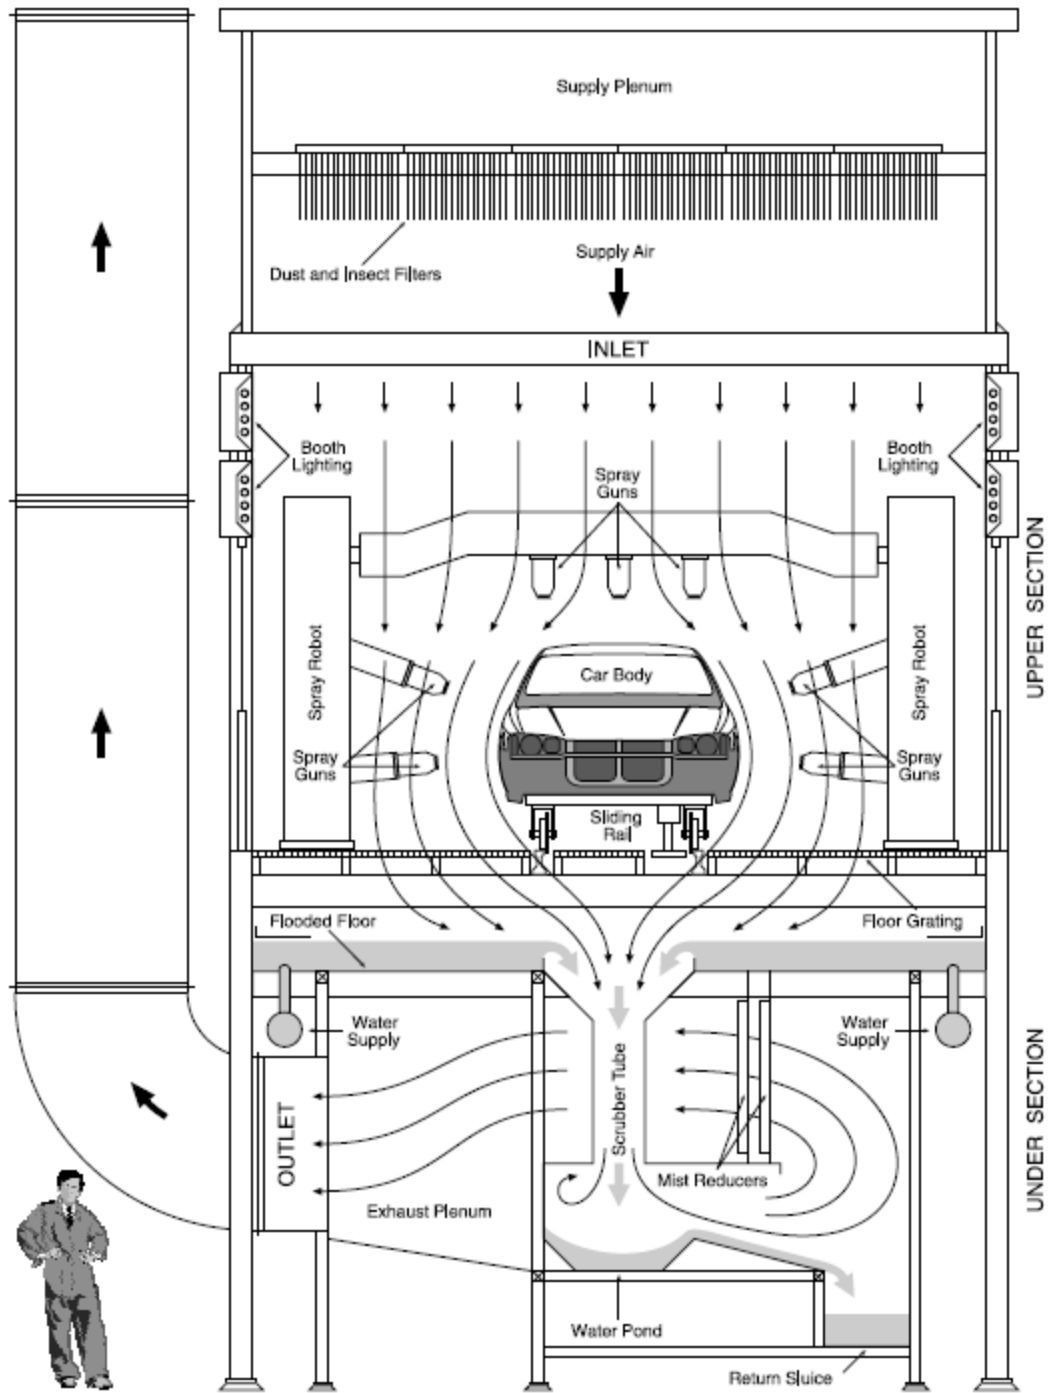 Supply Plenum
Supply Air
Dust and Insect Filters
INLET
Booth
Lighting
Spray
Guns
Booth
Lighting
UPPER SECTION
Spray Robot
Car Body
Spray Robot
Spray
Guns
Spray
Guns
Sliding
Rail
Flooded Floor
Floor Grating
Water
Supply
Water
Supply
Scrubber Tube
UNDER SECTION
OUTLET
Mist Reducers
Exhaust Plenum
Water Pond
Return Sluice